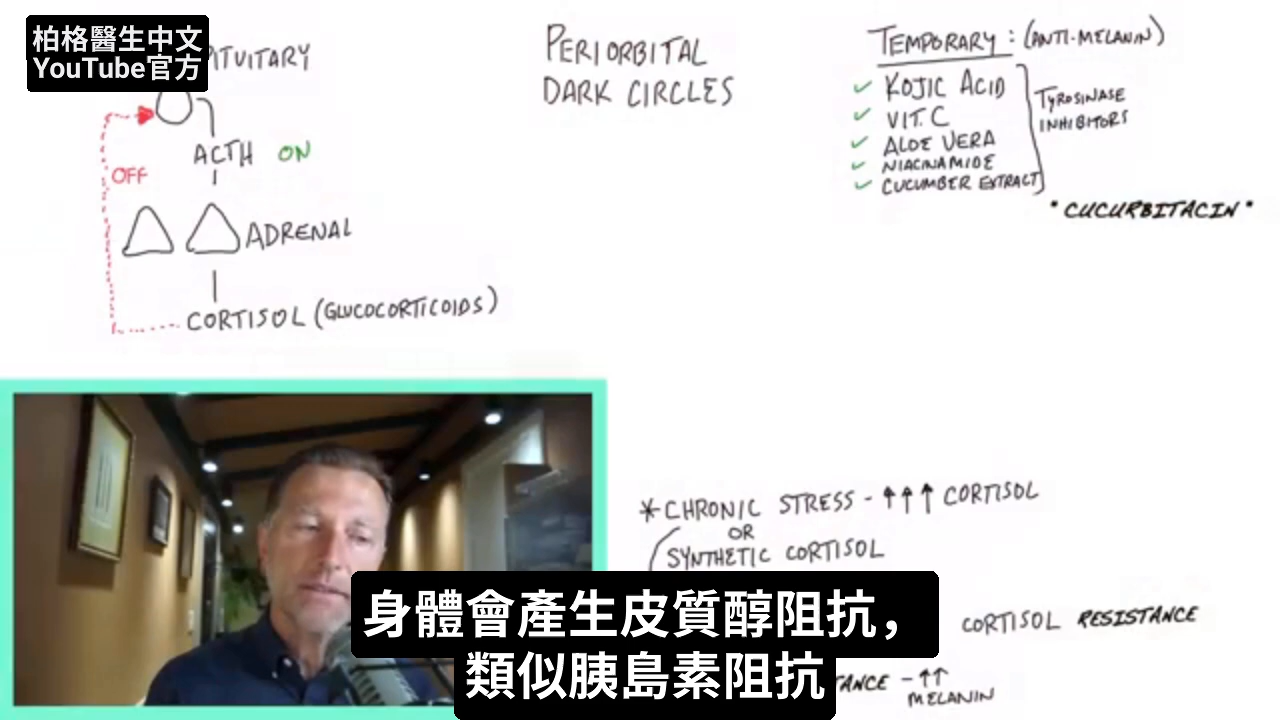 柏格醫生中文
YouTube官方
PITUITARY
ACTH ON
OFF
ADRENAL
CORTISOL (GLUCOCORTICOIDS)
PERIORBITAL
DARK CIRCLES
TEMPORARY: (ANTI-MELANIN)
✓ KOJIC ACID
✓ VIT. C
✓ ALOE VERA
✓ NIACINAMIDE
✓ CUCUMBER EXTRACT
TYROSINASE
INHIBITORS
"CUCURBITACIN"
*CHRONIC STRESS - ↑↑↑ CORTISOL
OR
SYNTHETIC CORTISOL
CORTISOL RESISTANCE
TANCE - ↑↑
MELANIN
身體會產生皮質醇阻抗，
類似胰島素阻抗